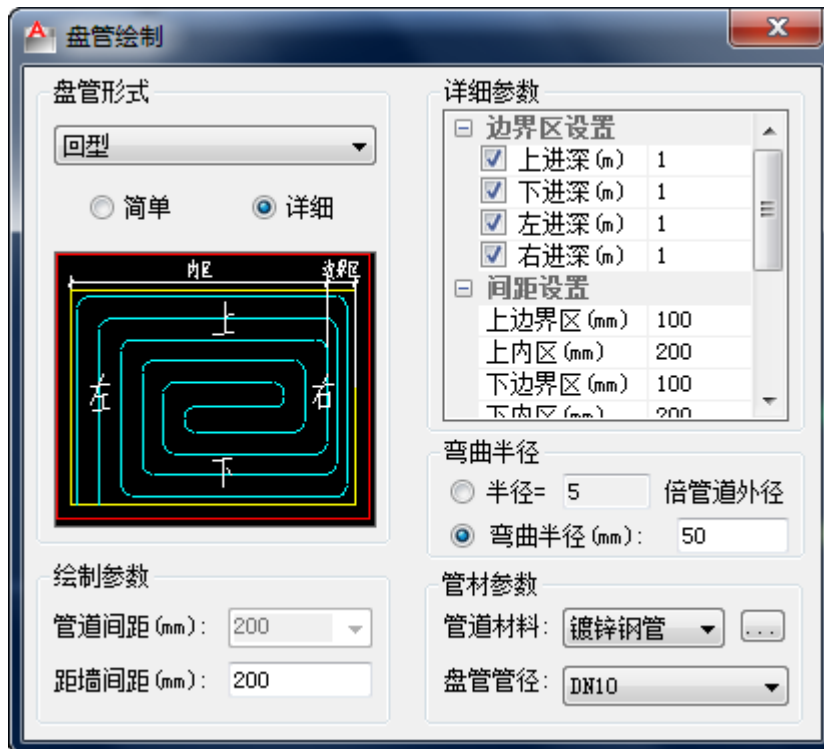 盘管绘制
盘管形式
回型
简单 详细
内区 边界区
上
左 右
下
绘制参数
管道间距(mm): 200
距墙间距(mm): 200
详细参数
边界区设置
上进深(m) 1
下进深(m) 1
左进深(m) 1
右进深(m) 1
间距设置
上边界区(mm) 100
上内区(mm) 200
下边界区(mm) 100
下内区(mm) 200
弯曲半径
半径= 5 倍管道外径
弯曲半径(mm): 50
管材参数
管道材料: 镀锌钢管 ...
盘管管径: DN10